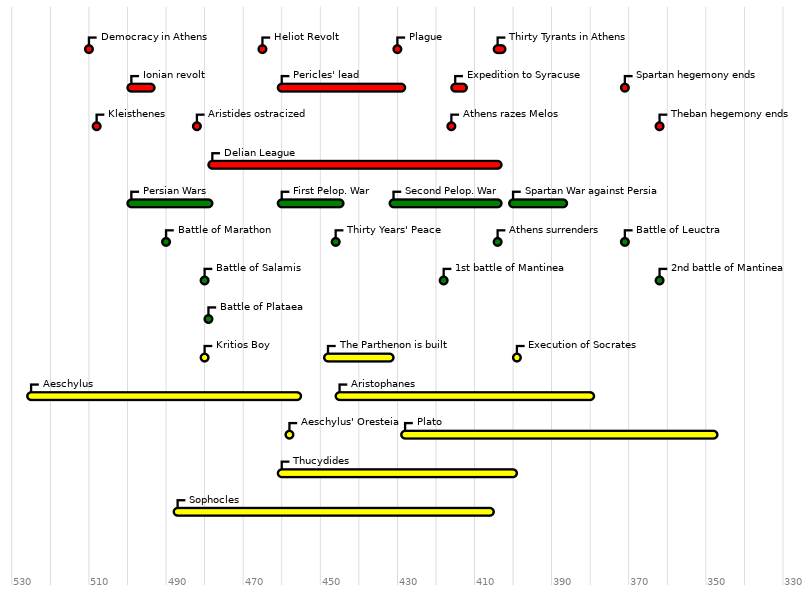 Democracy in Athens Heliot Revolt Plague Thirty Tyrants in Athens
Ionian revolt Pericles' lead Expedition to Syracuse Spartan hegemony ends
Kleisthenes Aristides ostracized Athens razes Melos Theban hegemony ends
Delian League
Persian Wars First Pelop. War Second Pelop. War Spartan War against Persia
Battle of Marathon Thirty Years' Peace Athens surrenders Battle of Leuctra
Battle of Salamis 1st battle of Mantinea 2nd battle of Mantinea
Battle of Plataea
Kritios Boy The Parthenon is built Execution of Socrates
Aeschylus Aristophanes
Aeschylus' Oresteia Plato
Thucydides
Sophocles
530 510 490 470 450 430 410 390 370 350 330